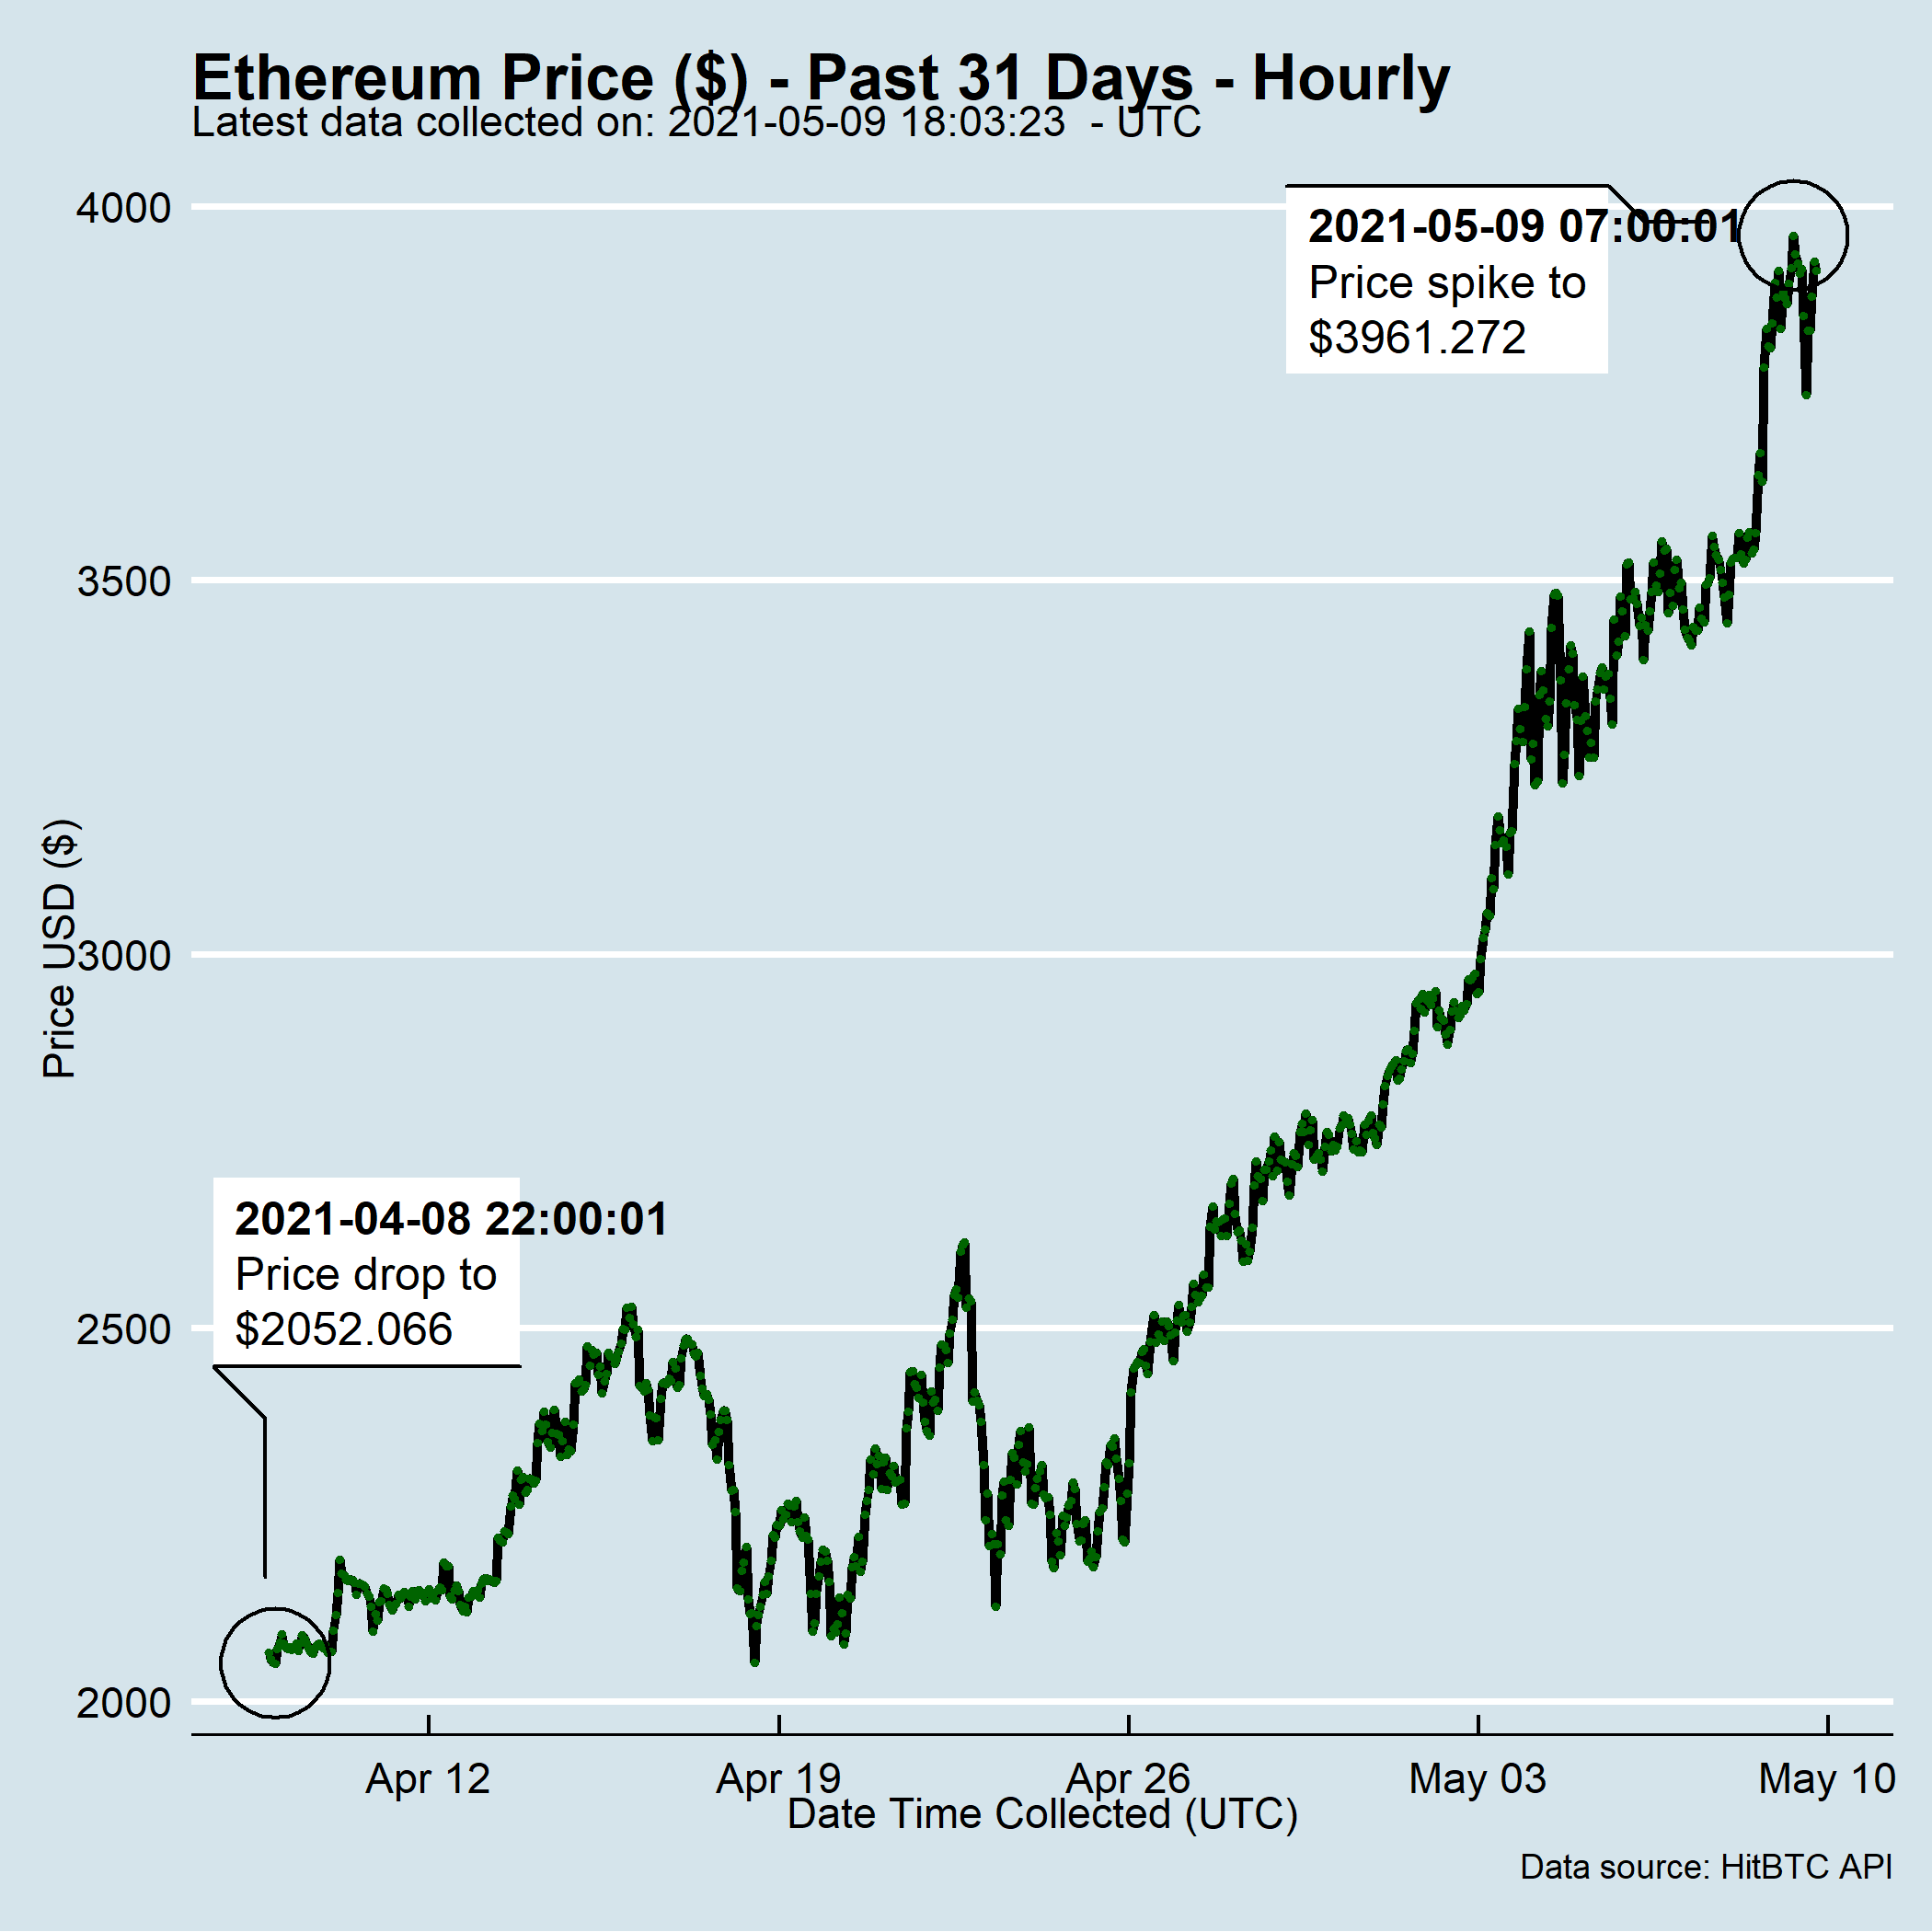 Ethereum Price ($) - Past 31 Days - Hourly
Latest data collected on: 2021-05-09 18:03:23  - UTC
4000
3500
3000
2500
2000
Price USD ($)
2021-05-09 07:00:01
Price spike to
$3961.272
2021-04-08 22:00:01
Price drop to
$2052.066
Apr 12
Apr 19
Apr 26
May 03
May 10
Date Time Collected (UTC)
Data source: HitBTC API